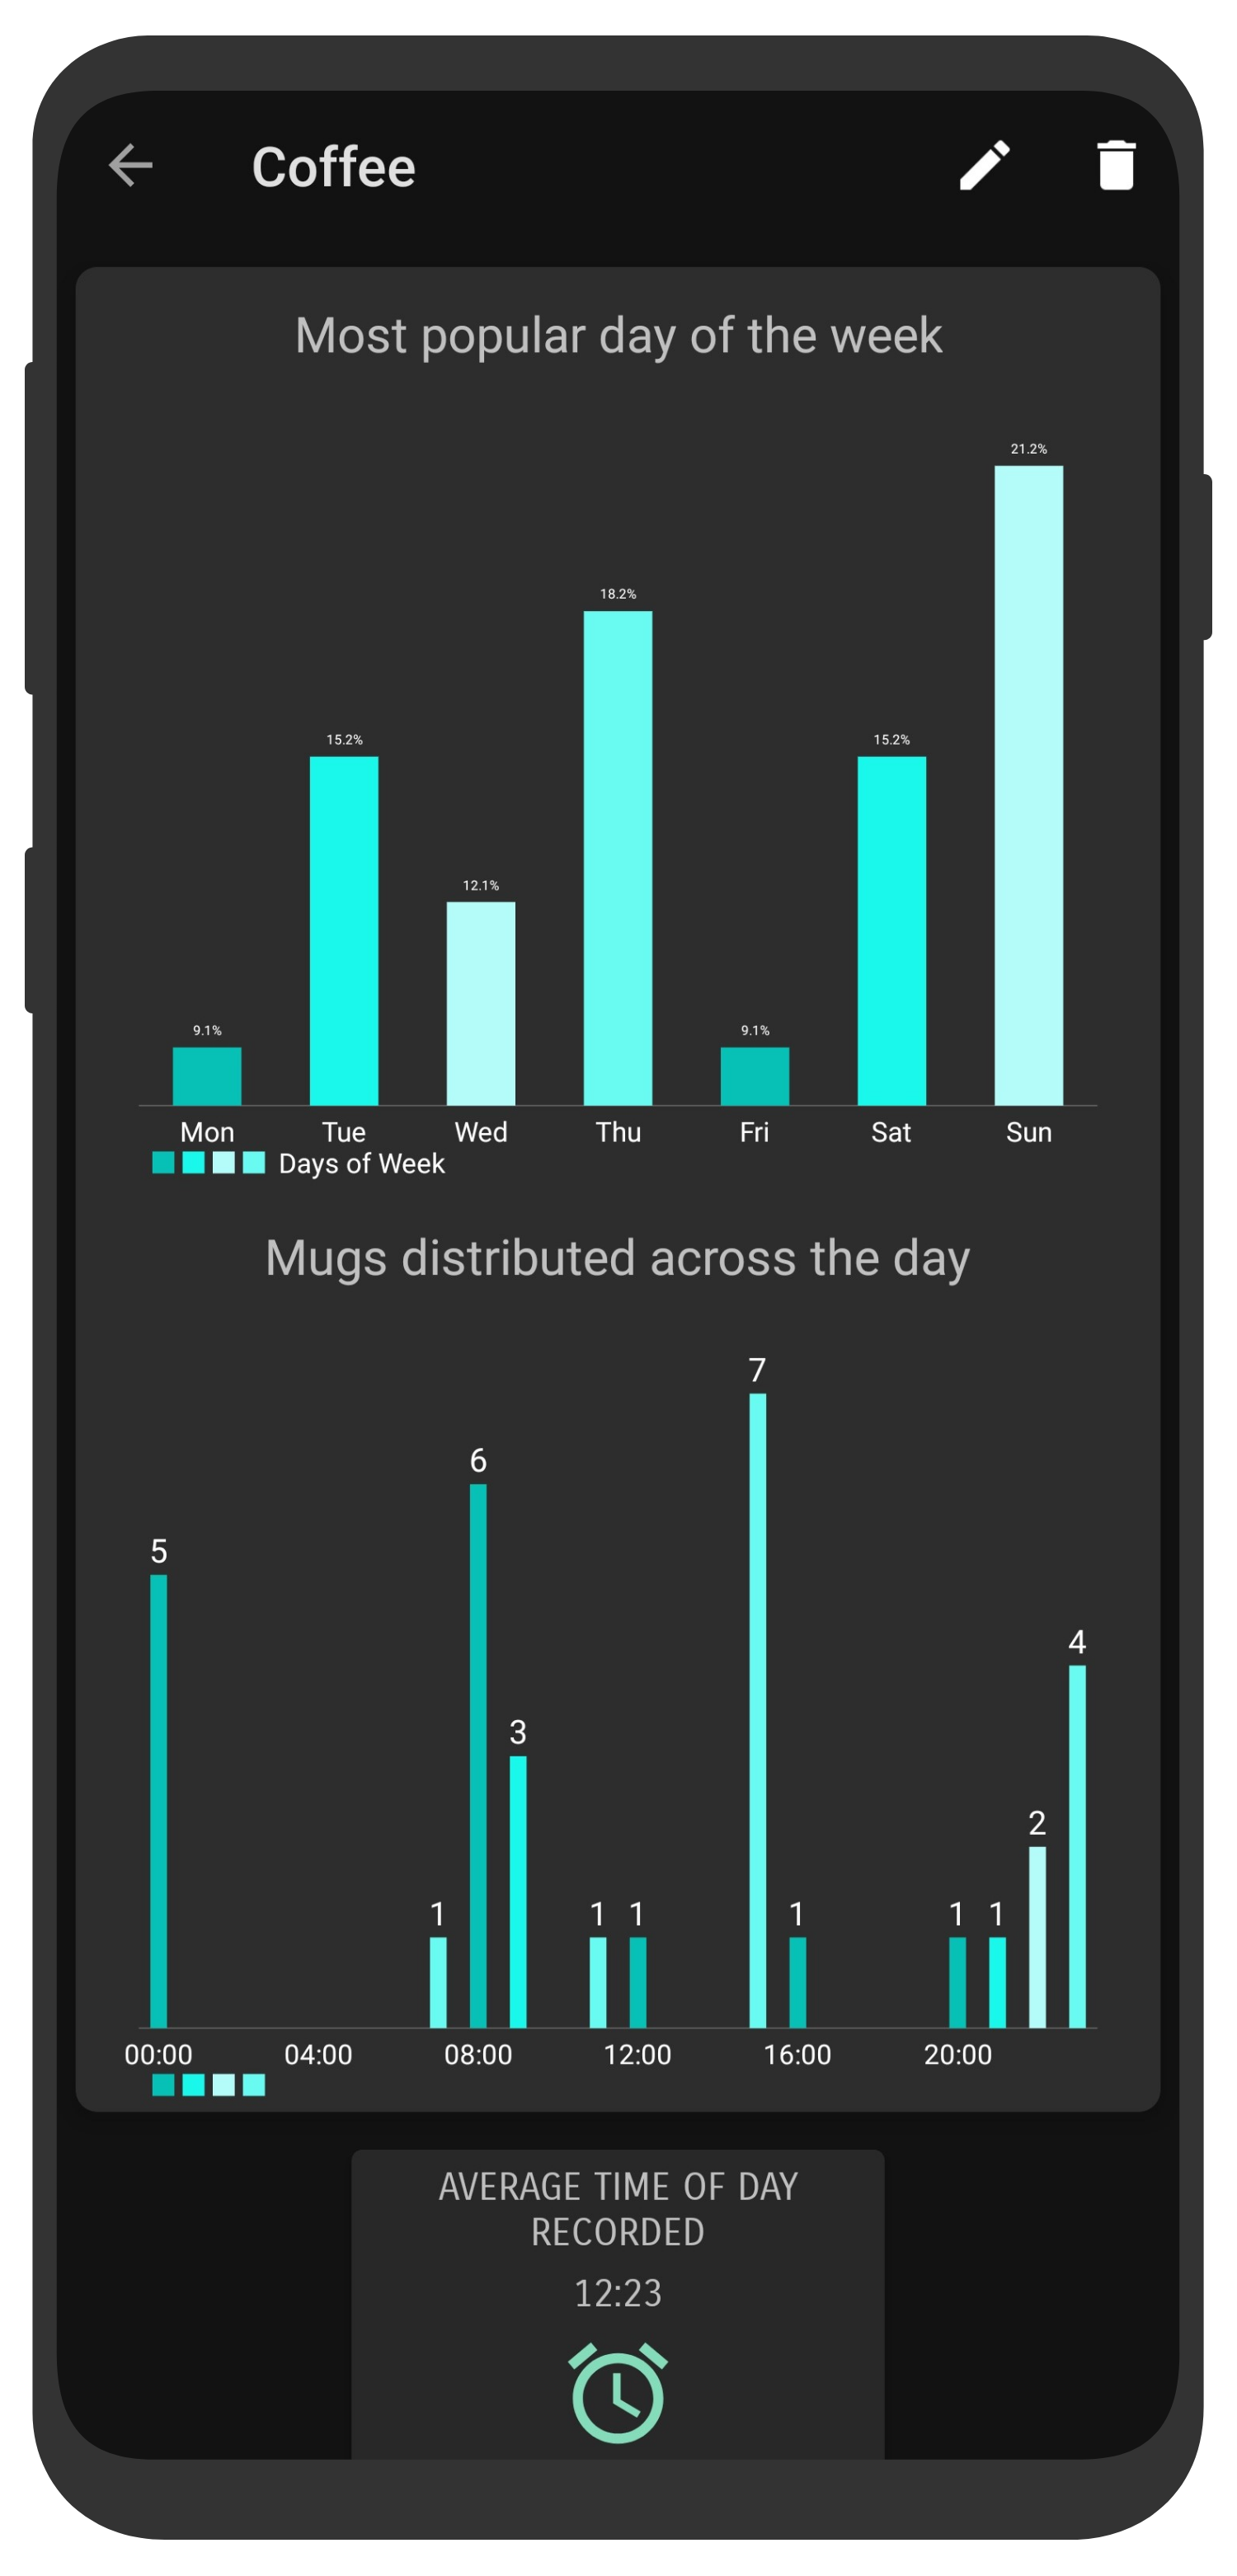 Coffee
Most popular day of the week
21.2%
18.2%
15.2% 15.2%
12.1%
9.1% 9.1%
Mon Tue Wed Thu Fri Sat Sun
Days of Week
Mugs distributed across the day
7
6
5
4
3
2
1 1 1 1 1 1
00:00 04:00 08:00 12:00 16:00 20:00
AVERAGE TIME OF DAY
RECORDED
12:23